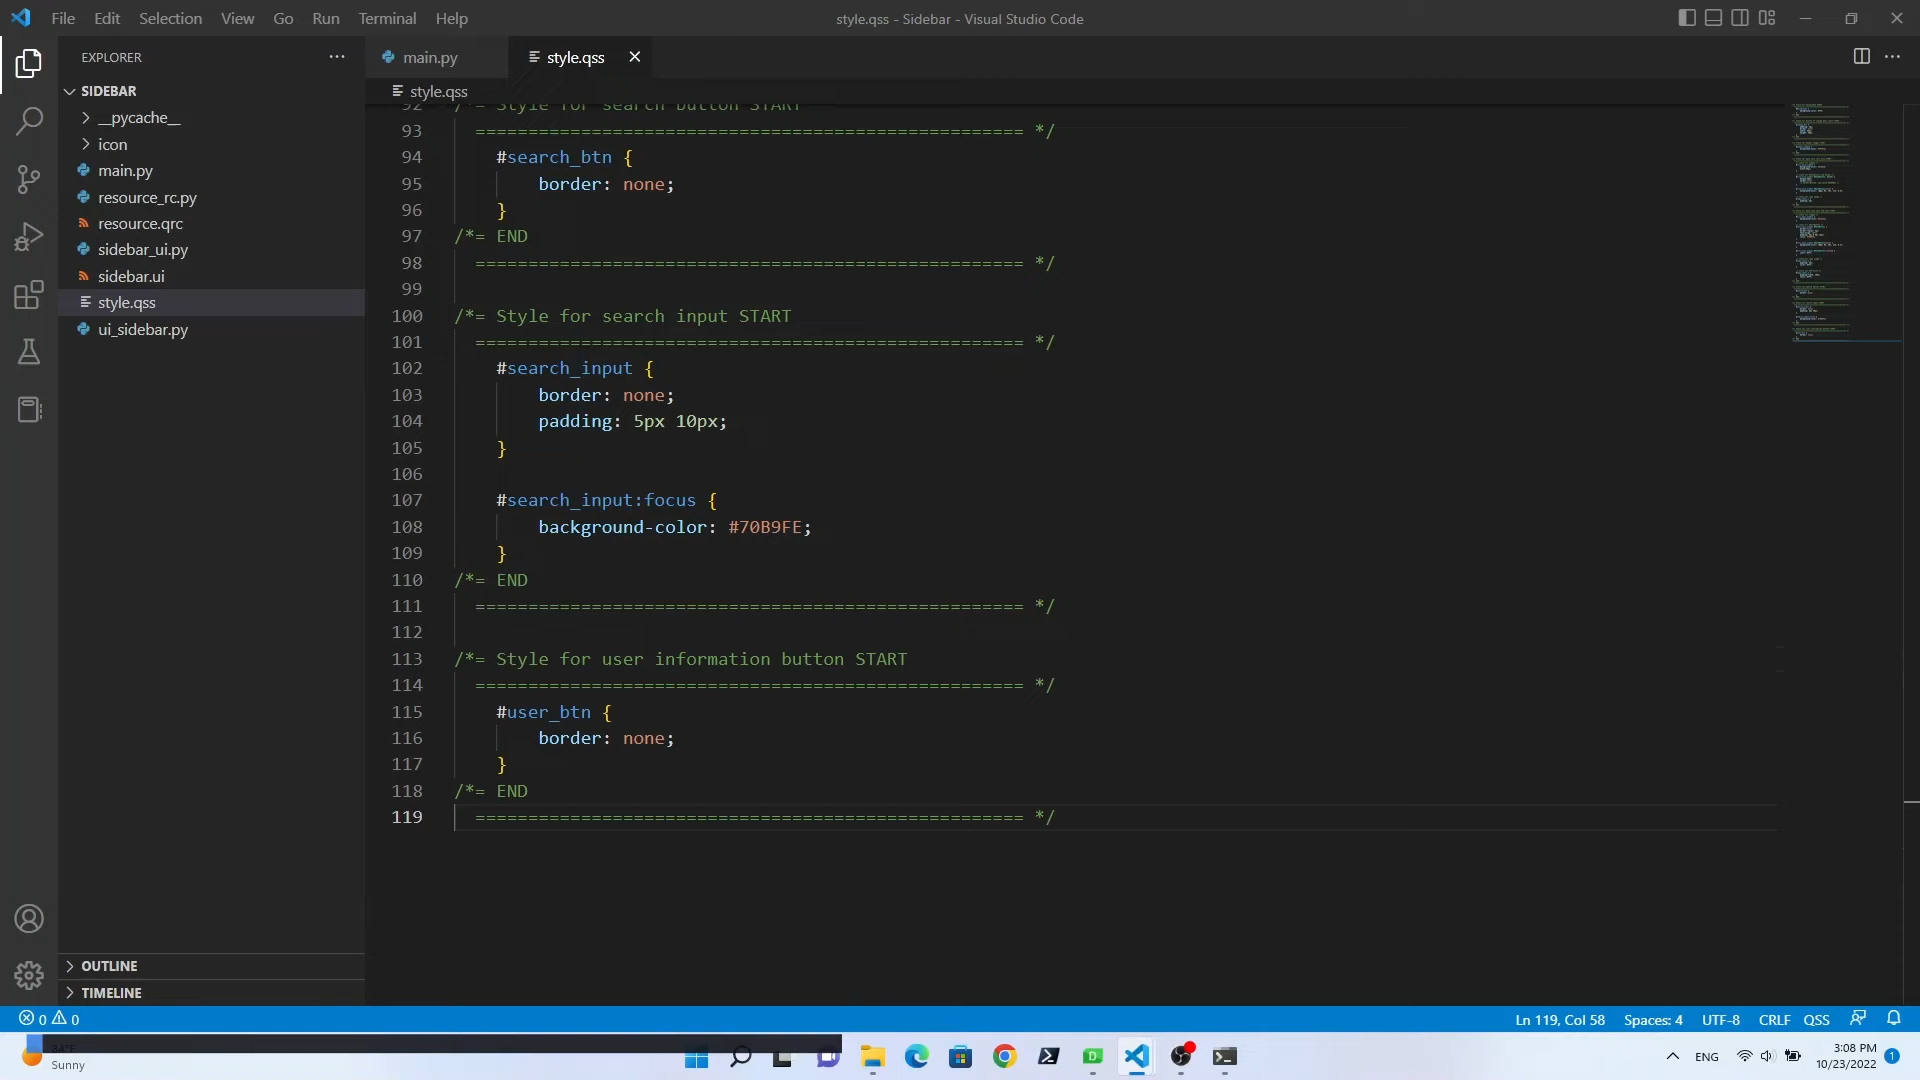 File Edit Selection View Go Run Terminal Help
style.qss - Sidebar - Visual Studio Code
EXPLORER
SIDEBAR
__pycache__
icon
main.py
resource_rc.py
resource.qrc
sidebar_ui.py
sidebar.ui
style.qss
ui_sidebar.py
OUTLINE
TIMELINE
main.py
style.qss
style.qss
92 /*= Style for search button START
93 ==================================================== */
94 #search_btn {
95 border: none;
96 }
97 /*= END
98 ==================================================== */
99
100 /*= Style for search input START
101 ==================================================== */
102 #search_input {
103 border: none;
104 padding: 5px 10px;
105 }
106
107 #search_input:focus {
108 background-color: #70B9FE;
109 }
110 /*= END
111 ==================================================== */
112
113 /*= Style for user information button START
114 ==================================================== */
115 #user_btn {
116 border: none;
117 }
118 /*= END
119 ==================================================== */
0 0
Ln 119, Col 58
Spaces: 4
UTF-8
CRLF
QSS
Sunny
ENG
3:08 PM
10/23/2022
1